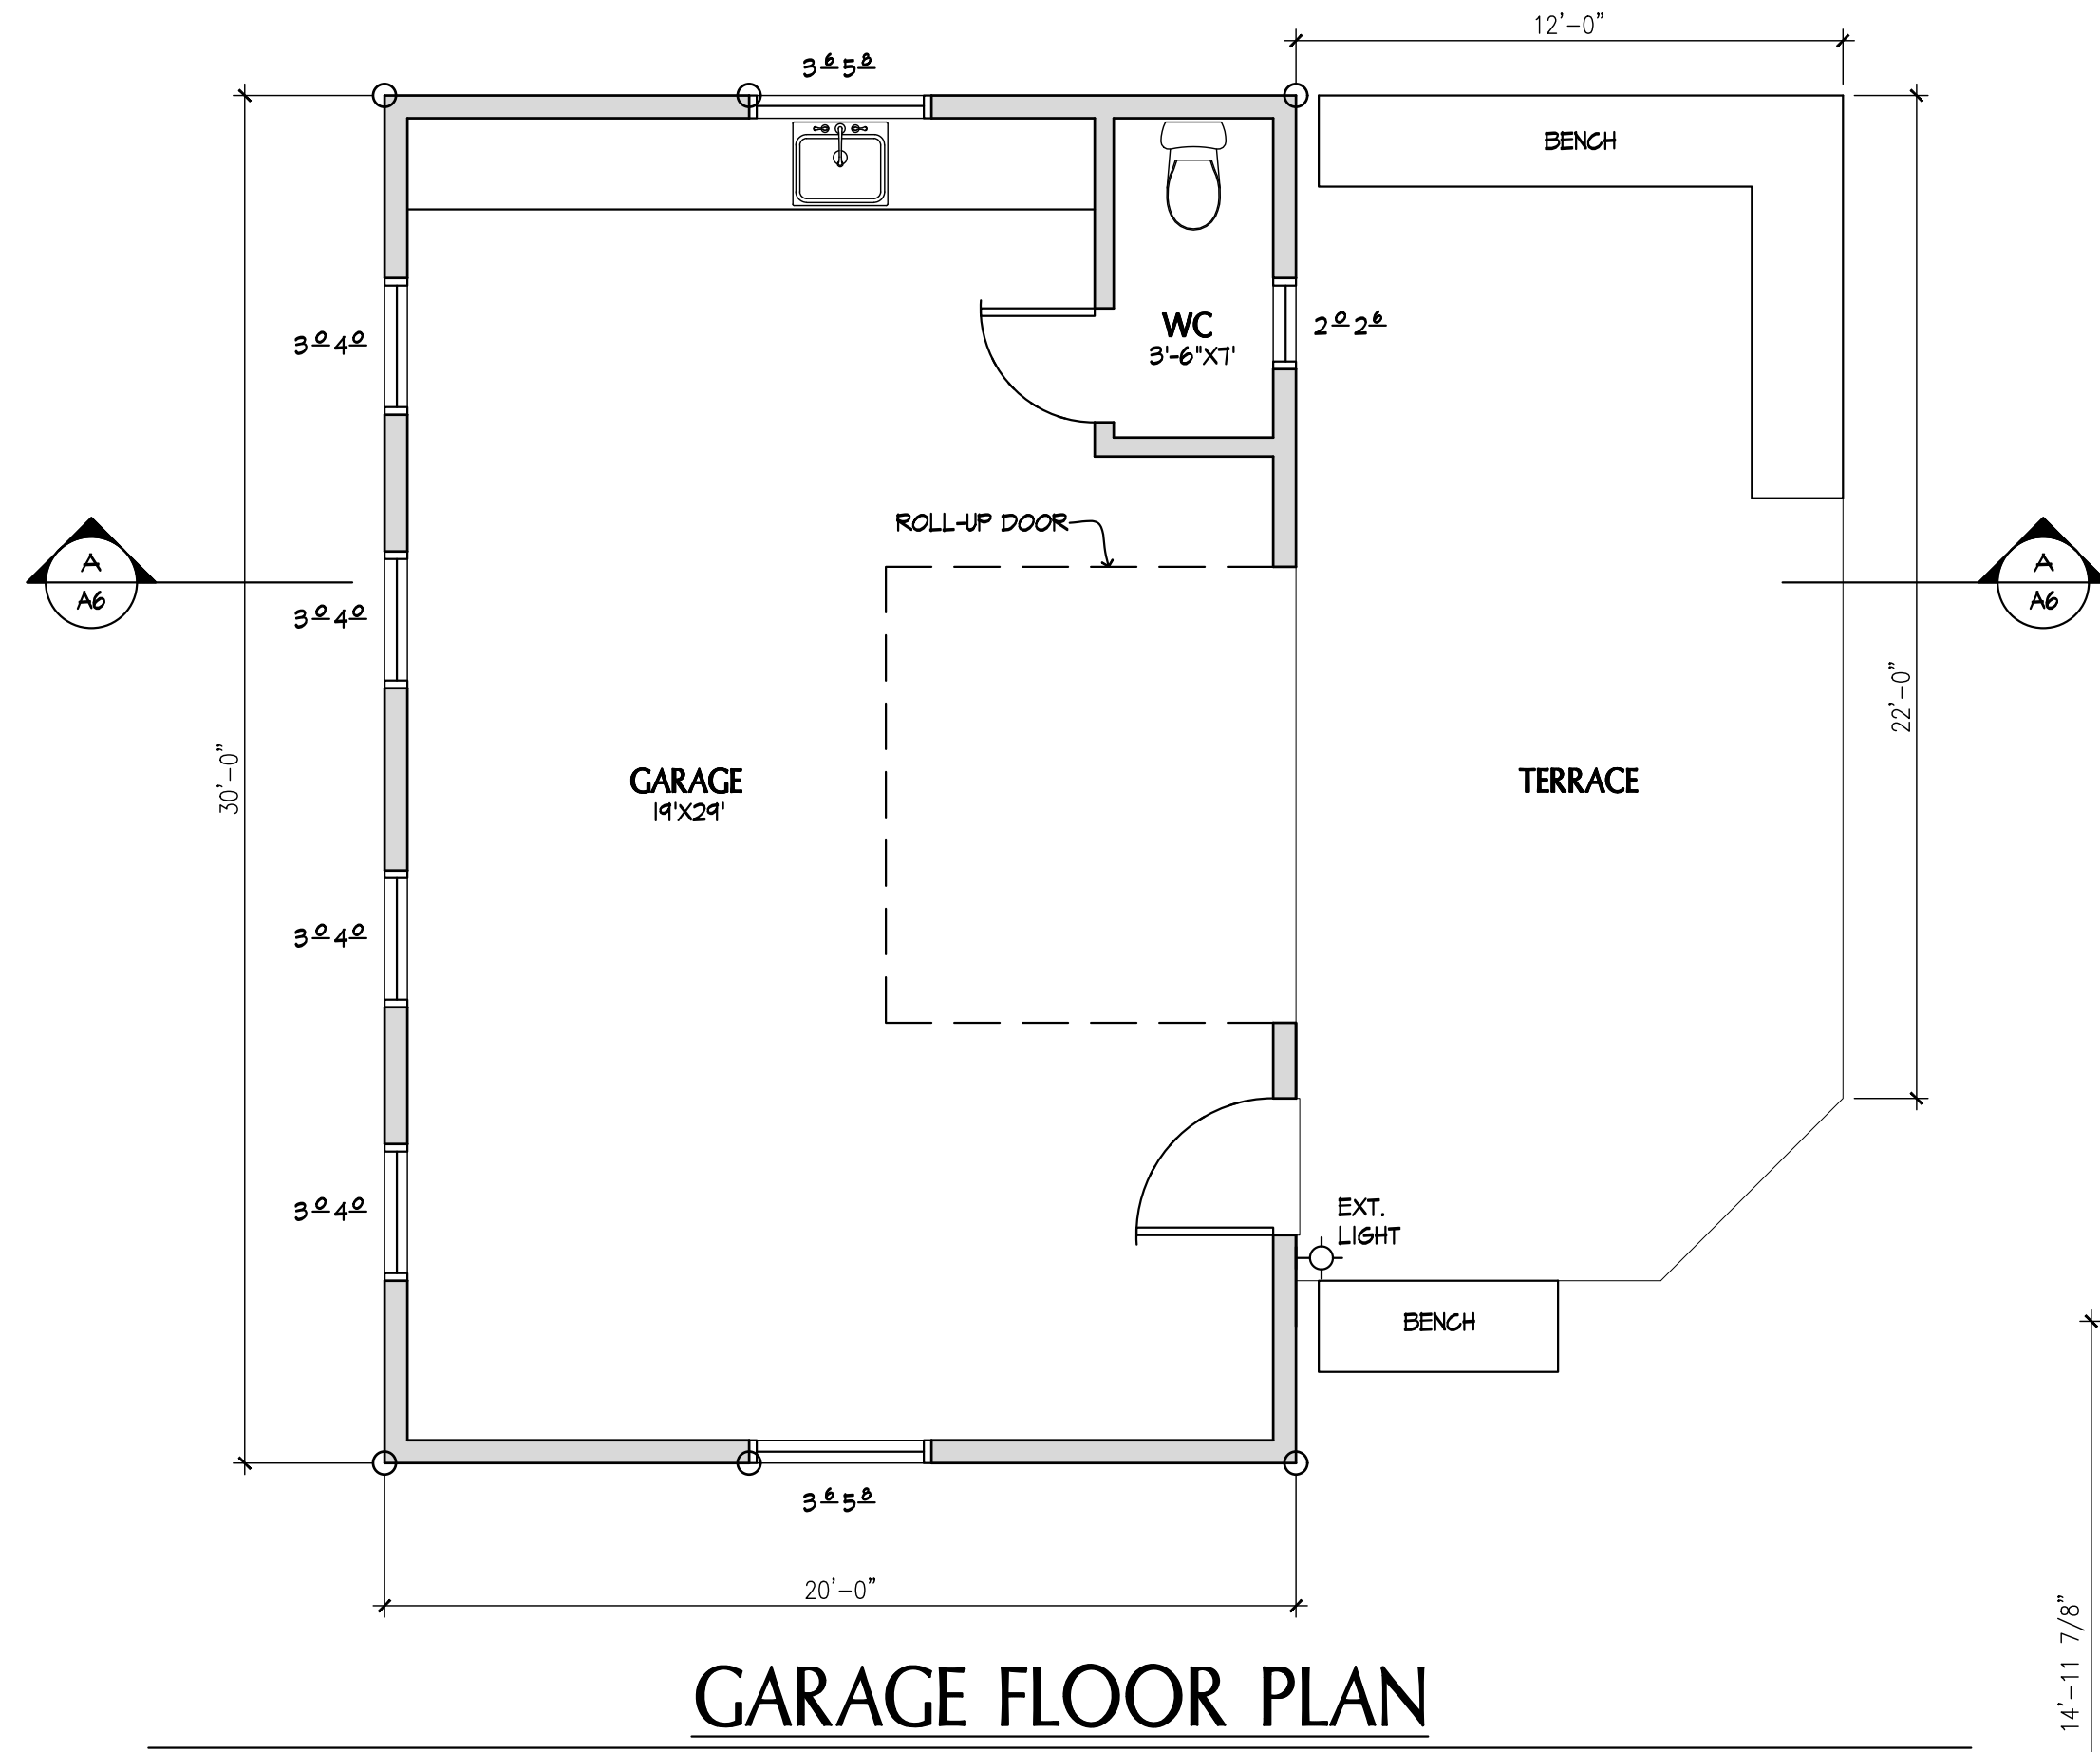 12'-0"
3 6 5 8
BENCH
3 0 4 0
WC
3'-6"X7'
2 0 2 6
ROLL-UP DOOR
A
A6
A
A6
3 0 4 0
22'-0"
30'-0"
GARAGE
19'X29'
TERRACE
3 0 4 0
3 0 4 0
EXT.
LIGHT
BENCH
3 6 5 8
20'-0"
14'-11 7/8"
GARAGE FLOOR PLAN